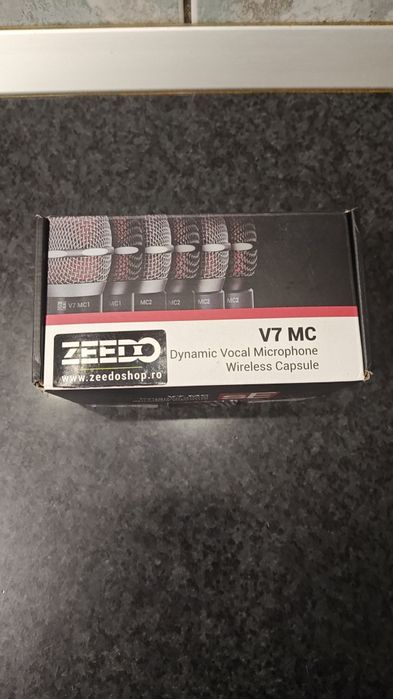 V7 MC1 MC1 MC2 MC2 MC2 MC2
ZEEDO
www.zeedoshop.ro
V7 MC
Dynamic Vocal Microphone
Wireless Capsule